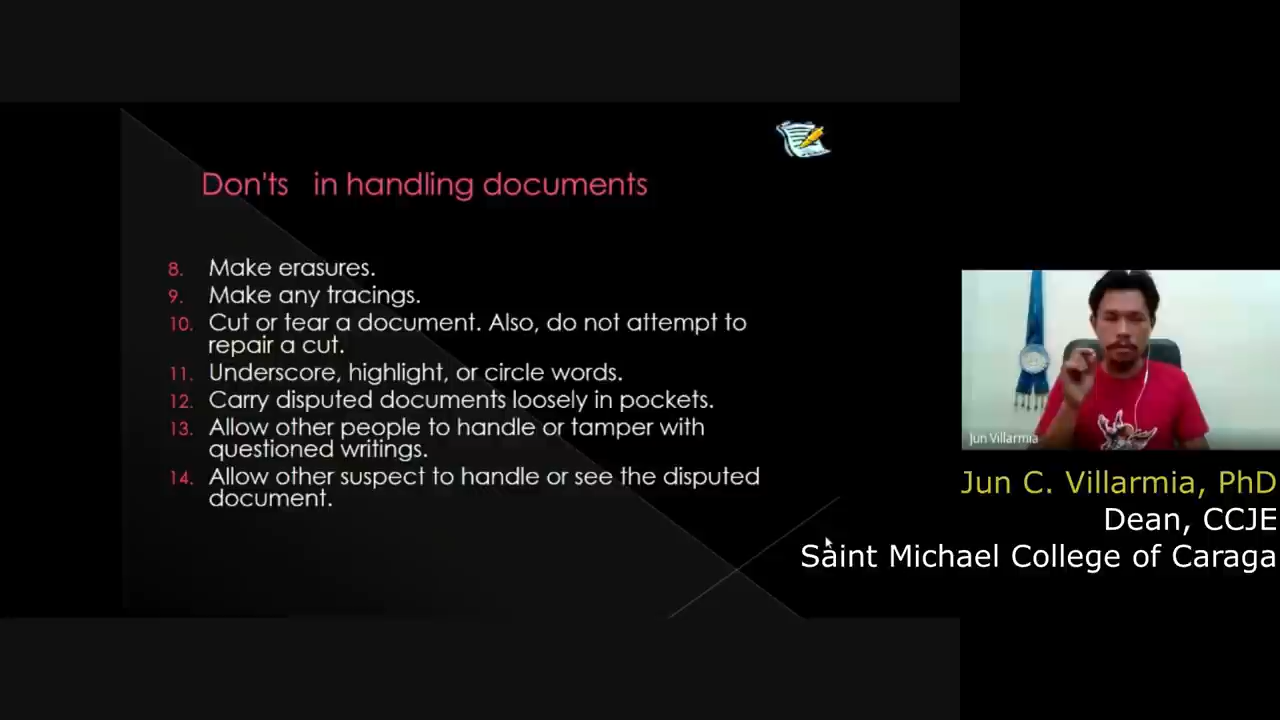 Don'ts in handling documents
8. Make erasures.
9. Make any tracings.
10. Cut or tear a document. Also, do not attempt to
repair a cut.
11. Underscore, highlight, or circle words.
12. Carry disputed documents loosely in pockets.
13. Allow other people to handle or tamper with
questioned writings.
14. Allow other suspect to handle or see the disputed
document.
Jun Villarmia
Jun C. Villarmia, PhD
Dean, CCJE
Saint Michael College of Caraga